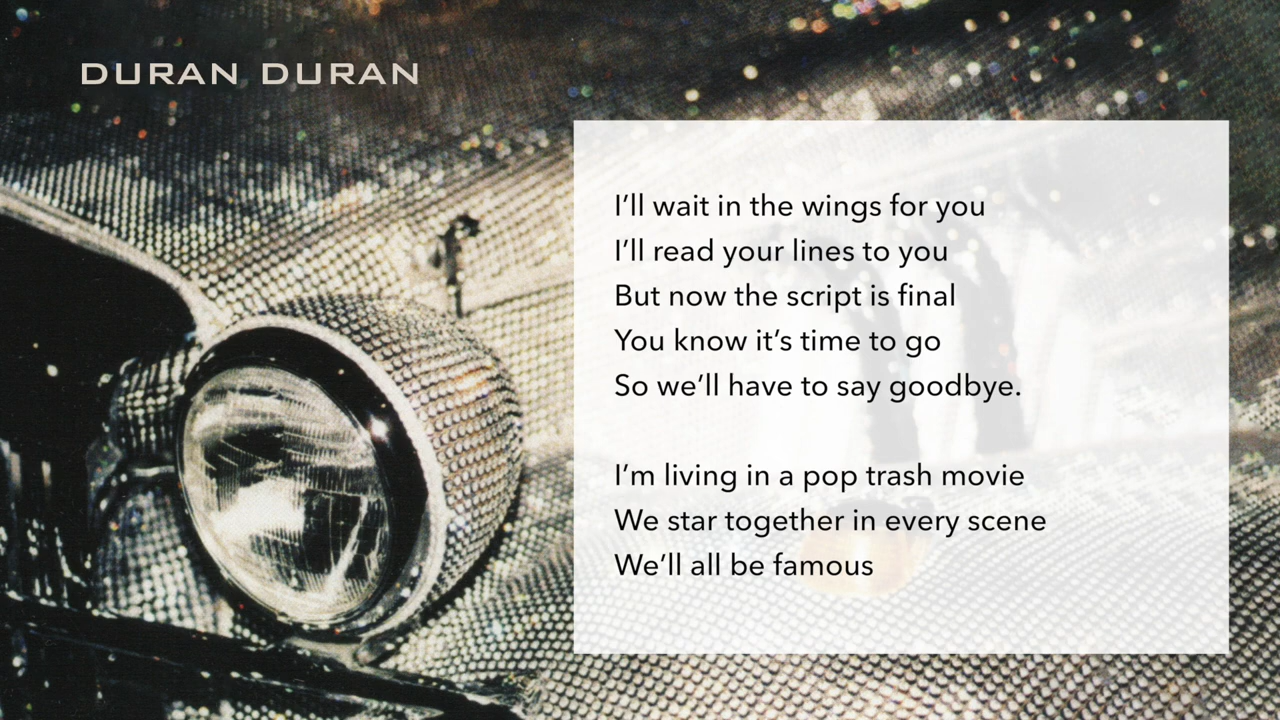 DURAN DURAN
I’ll wait in the wings for you
I’ll read your lines to you
But now the script is final
You know it’s time to go
So we’ll have to say goodbye.
I’m living in a pop trash movie
We star together in every scene
We’ll all be famous